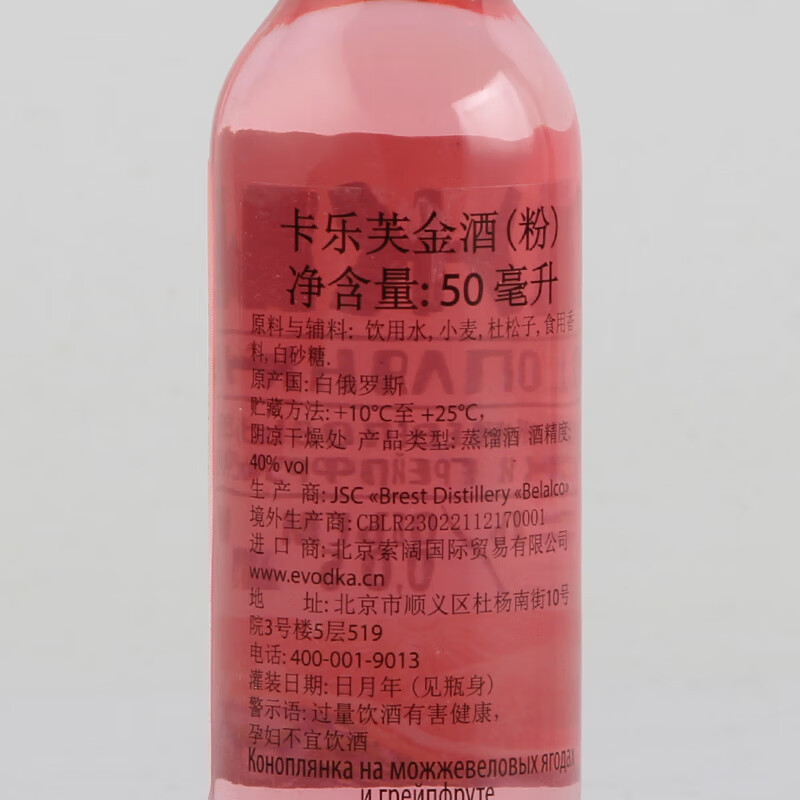 卡乐芙金酒(粉)
净含量:50 毫升
原料与辅料: 饮用水,小麦,杜松子,食用香
料,白砂糖.
原产国:白俄罗斯
贮藏方法:+10℃至 +25℃,
阴凉干燥处 产品类型:蒸馏酒 酒精度:
40% vol
生 产 商:JSC «Brest Distillery «Belalco»
境外生产商:CBLR23022112170001
进 口 商:北京索阔国际贸易有限公司
www.evodka.cn
地 址:北京市顺义区杜杨南街10号
院3号楼5层519
电话:400-001-9013
灌装日期:日月年 (见瓶身)
警示语:过量饮酒有害健康,
孕妇不宜饮酒
Коноплянка на можжевеловых ягодах
и грейпфруте